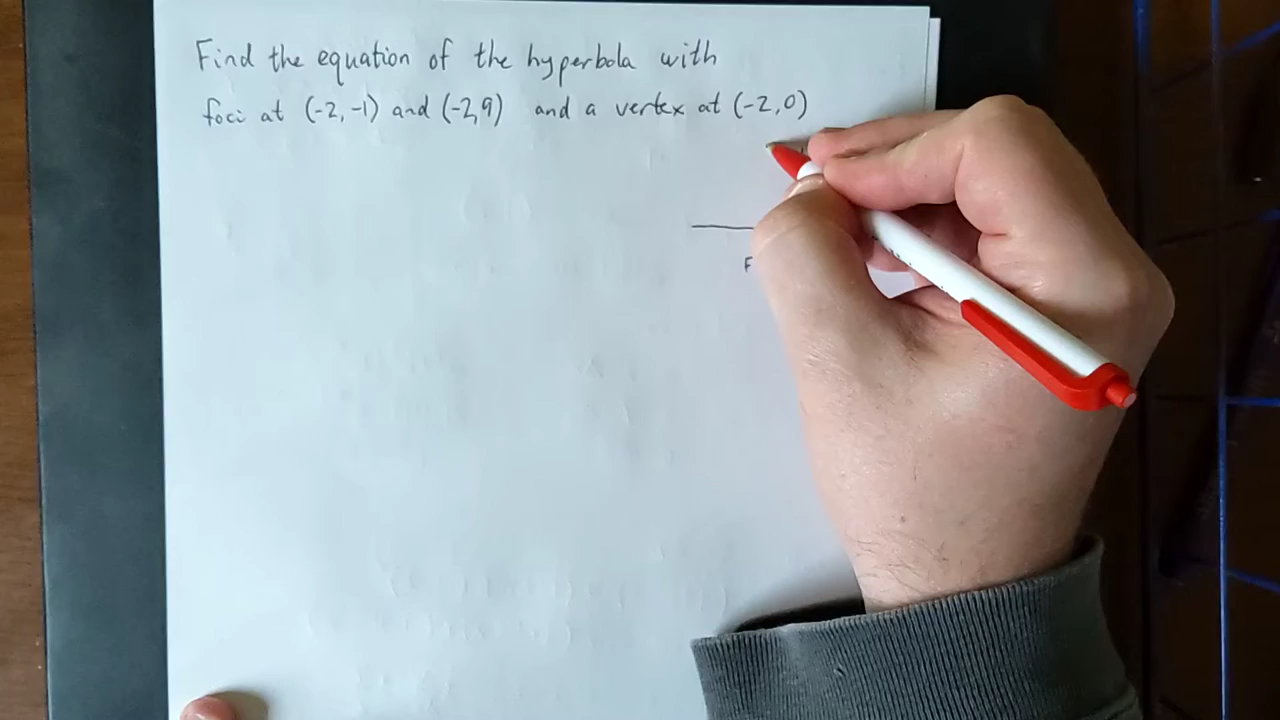 Find the equation of the hyperbola with
foci at (-2,-1) and (-2,9) and a vertex at (-2,0)
F